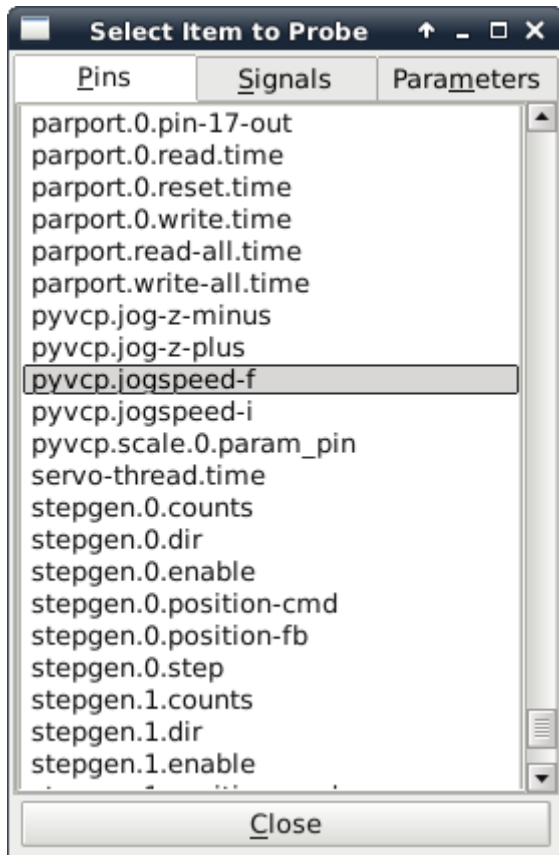 Select Item to Probe
Pins
Signals
Parameters
parport.0.pin-17-out
parport.0.read.time
parport.0.reset.time
parport.0.write.time
parport.read-all.time
parport.write-all.time
pyvcp.jog-z-minus
pyvcp.jog-z-plus
pyvcp.jogspeed-f
pyvcp.jogspeed-i
pyvcp.scale.0.param_pin
servo-thread.time
stepgen.0.counts
stepgen.0.dir
stepgen.0.enable
stepgen.0.position-cmd
stepgen.0.position-fb
stepgen.0.step
stepgen.1.counts
stepgen.1.dir
stepgen.1.enable
Close